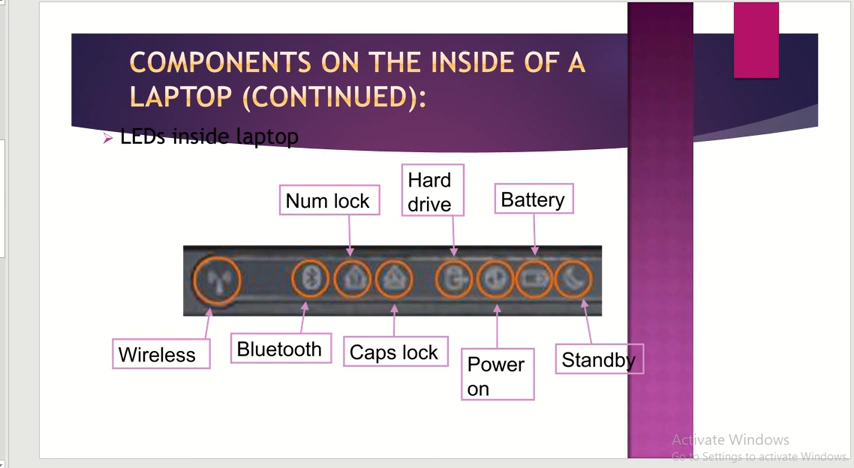 COMPONENTS ON THE INSIDE OF A
LAPTOP (CONTINUED):
LEDs inside laptop
Num lock
Hard
drive
Battery
Wireless
Bluetooth
Caps lock
Power
on
Standby
Activate Windows
Go to Settings to activate Windows.